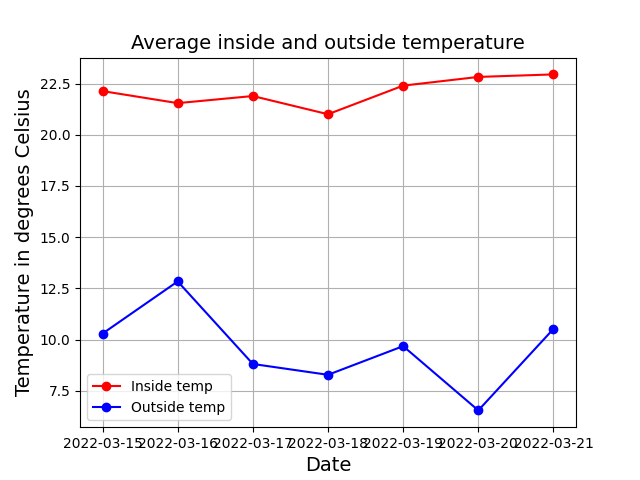 Average inside and outside temperature
Temperature in degrees Celsius
22.5
20.0
17.5
15.0
12.5
10.0
7.5
Inside temp
Outside temp
2022-03-15 2022-03-16 2022-03-17 2022-03-18 2022-03-19 2022-03-20 2022-03-21
Date